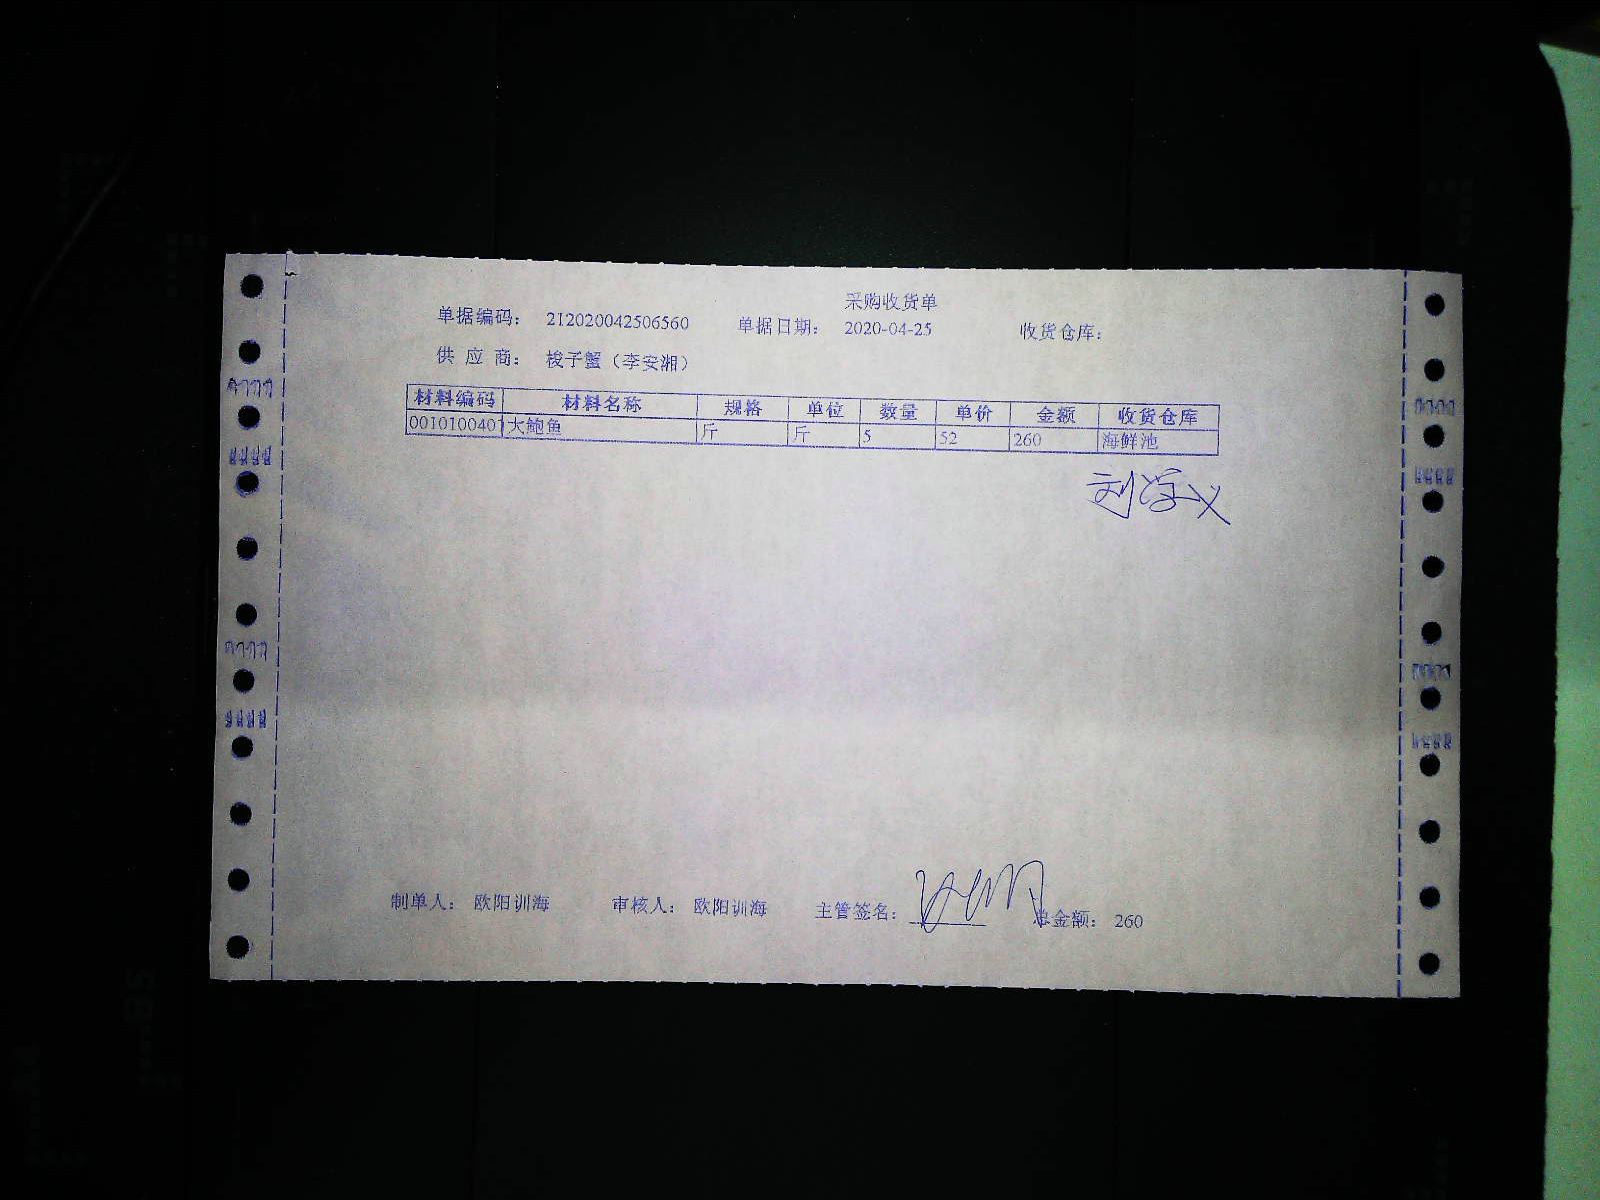 采购收货单
单据编码： 212020042506560 单据日期： 2020-04-25 收货仓库：
供 应 商： 梭子蟹（李安湘）
材料编码 材料名称 规格 单位 数量 单价 金额 收货仓库
0010100401 大鲍鱼 斤 斤 5 52 260 海鲜池
刘学义
制单人： 欧阳训海 审核人： 欧阳训海 主管签名： 总金额： 260